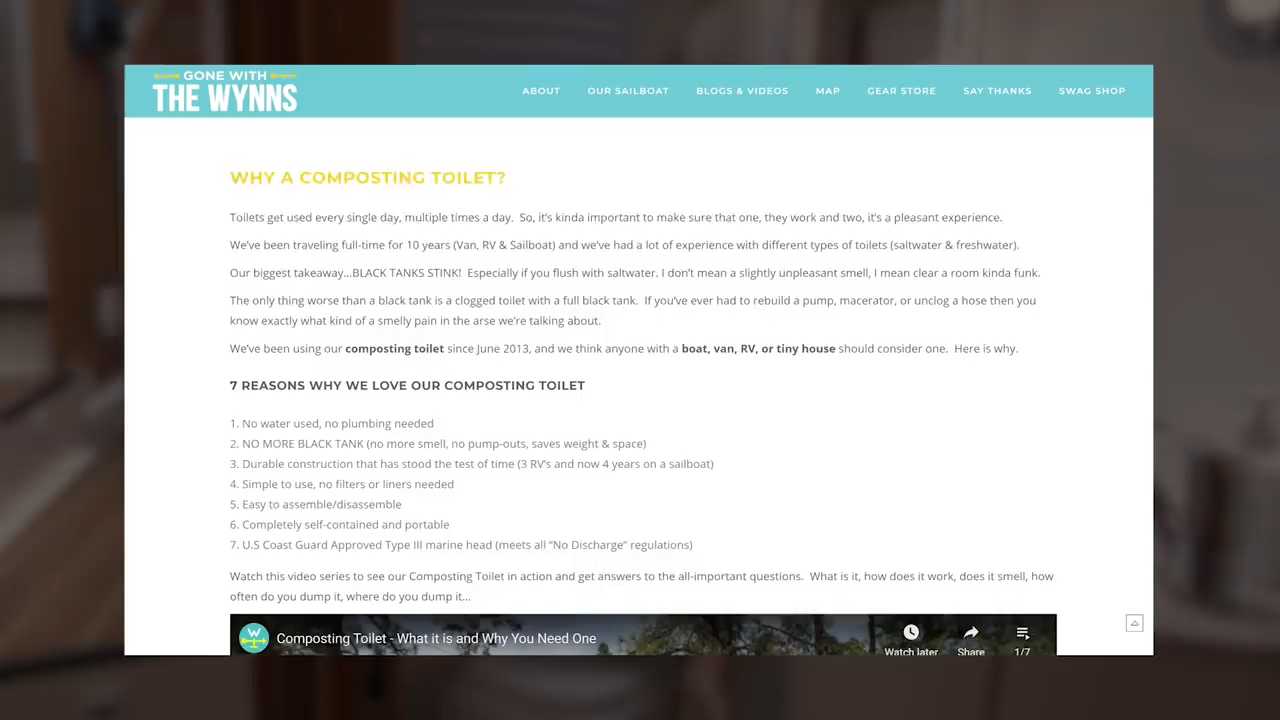 GONE WITH
THE WYNNS
ABOUT OUR SAILBOAT BLOGS & VIDEOS MAP GEAR STORE SAY THANKS SWAG SHOP
WHY A COMPOSTING TOILET?
Toilets get used every single day, multiple times a day.  So, it's kinda important to make sure that one, they work and two, it's a pleasant experience.
We've been traveling full-time for 10 years (Van, RV & Sailboat) and we've had a lot of experience with different types of toilets (saltwater & freshwater).
Our biggest takeaway…BLACK TANKS STINK!  Especially if you flush with saltwater. I don't mean a slightly unpleasant smell, I mean clear a room kinda funk.
The only thing worse than a black tank is a clogged toilet with a full black tank.  If you've ever had to rebuild a pump, macerator, or unclog a hose then you
know exactly what kind of a smelly pain in the arse we're talking about.
We've been using our composting toilet since June 2013, and we think anyone with a boat, van, RV, or tiny house should consider one.  Here is why.
7 REASONS WHY WE LOVE OUR COMPOSTING TOILET
1. No water used, no plumbing needed
2. NO MORE BLACK TANK (no more smell, no pump-outs, saves weight & space)
3. Durable construction that has stood the test of time (3 RV's and now 4 years on a sailboat)
4. Simple to use, no filters or liners needed
5. Easy to assemble/disassemble
6. Completely self-contained and portable
7. U.S Coast Guard Approved Type III marine head (meets all "No Discharge" regulations)
Watch this video series to see our Composting Toilet in action and get answers to the all-important questions.  What is it, how does it work, does it smell, how
often do you dump it, where do you dump it…
W
Composting Toilet - What it is and Why You Need One
Watch later Share 1/7